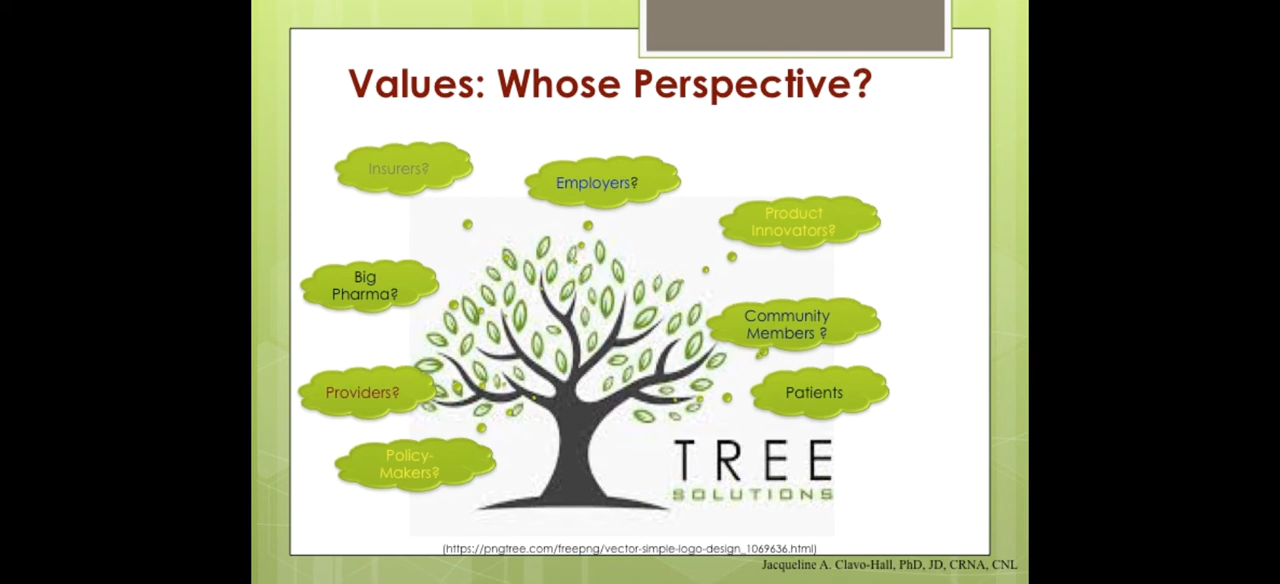 Values: Whose Perspective?
Insurers?
Employers?
Product
Innovators?
Big
Pharma?
Community
Members ?
Providers?
Patients
Policy-
Makers?
TREE
SOLUTIONS
(https://pngtree.com/freepng/vector-simple-logo-design_1069636.html)
Jacqueline A. Clavo-Hall, PhD, JD, CRNA, CNL